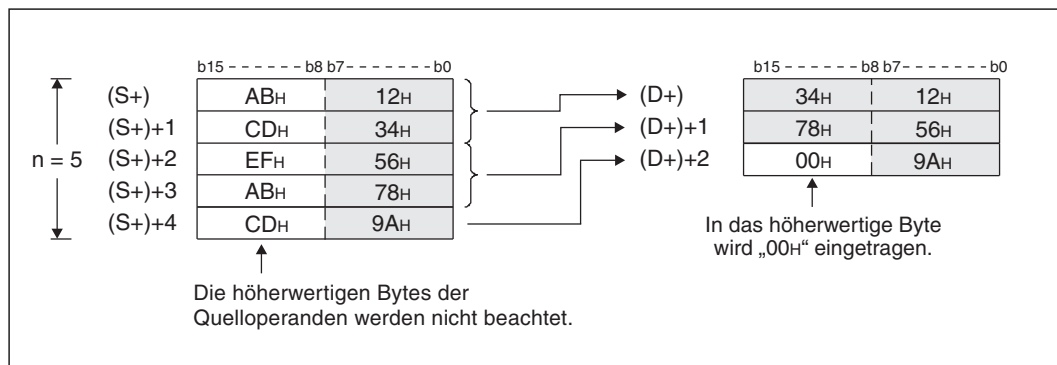 b15 - - - - - - - b8 b7 - - - - - - - b0 b15 - - - - - - - b8 b7 - - - - - - - b0
(S+) ABH 12H (D+) 34H 12H
(S+)+1 CDH 34H (D+)+1 78H 56H
n = 5 (S+)+2 EFH 56H (D+)+2 00H 9AH
(S+)+3 ABH 78H
(S+)+4 CDH 9AH
In das höherwertige Byte
wird „00H“ eingetragen.
Die höherwertigen Bytes der
Quelloperanden werden nicht beachtet.